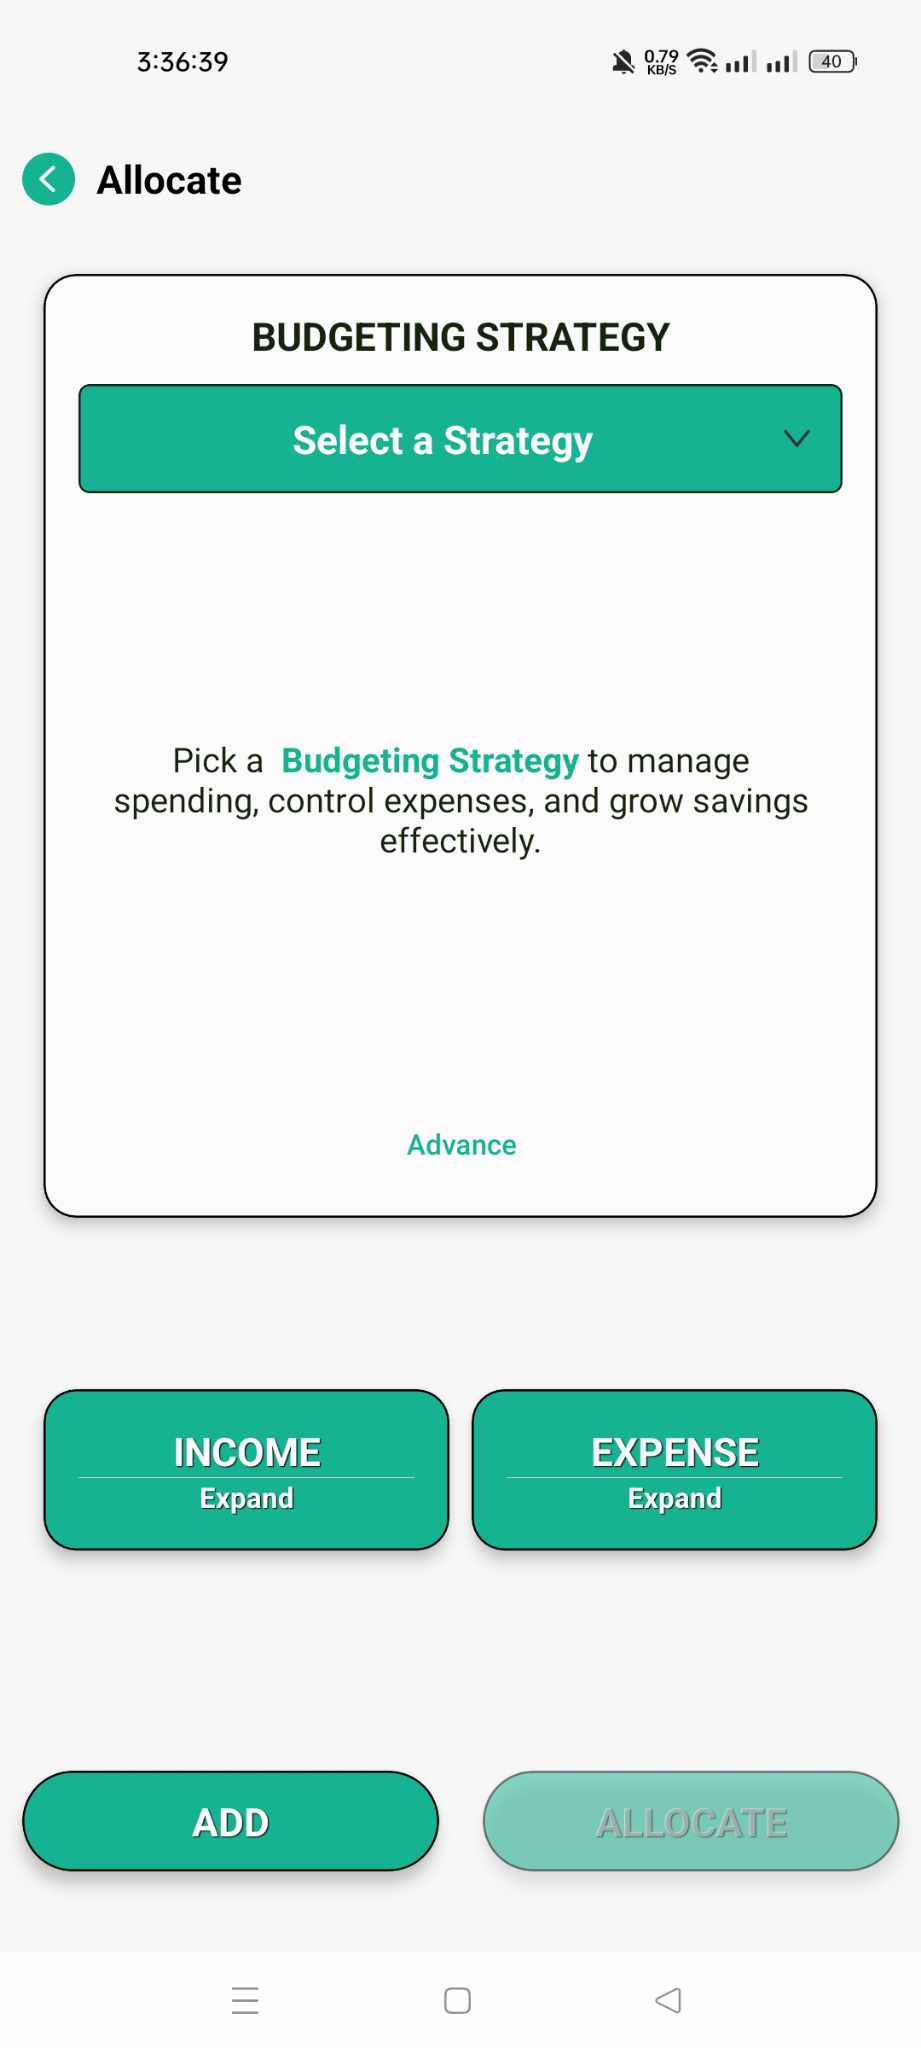 3:36:39
0.79
KB/S
40
Allocate
BUDGETING STRATEGY
Select a Strategy
Pick a Budgeting Strategy to manage
spending, control expenses, and grow savings
effectively.
Advance
INCOME
Expand
EXPENSE
Expand
ADD
ALLOCATE